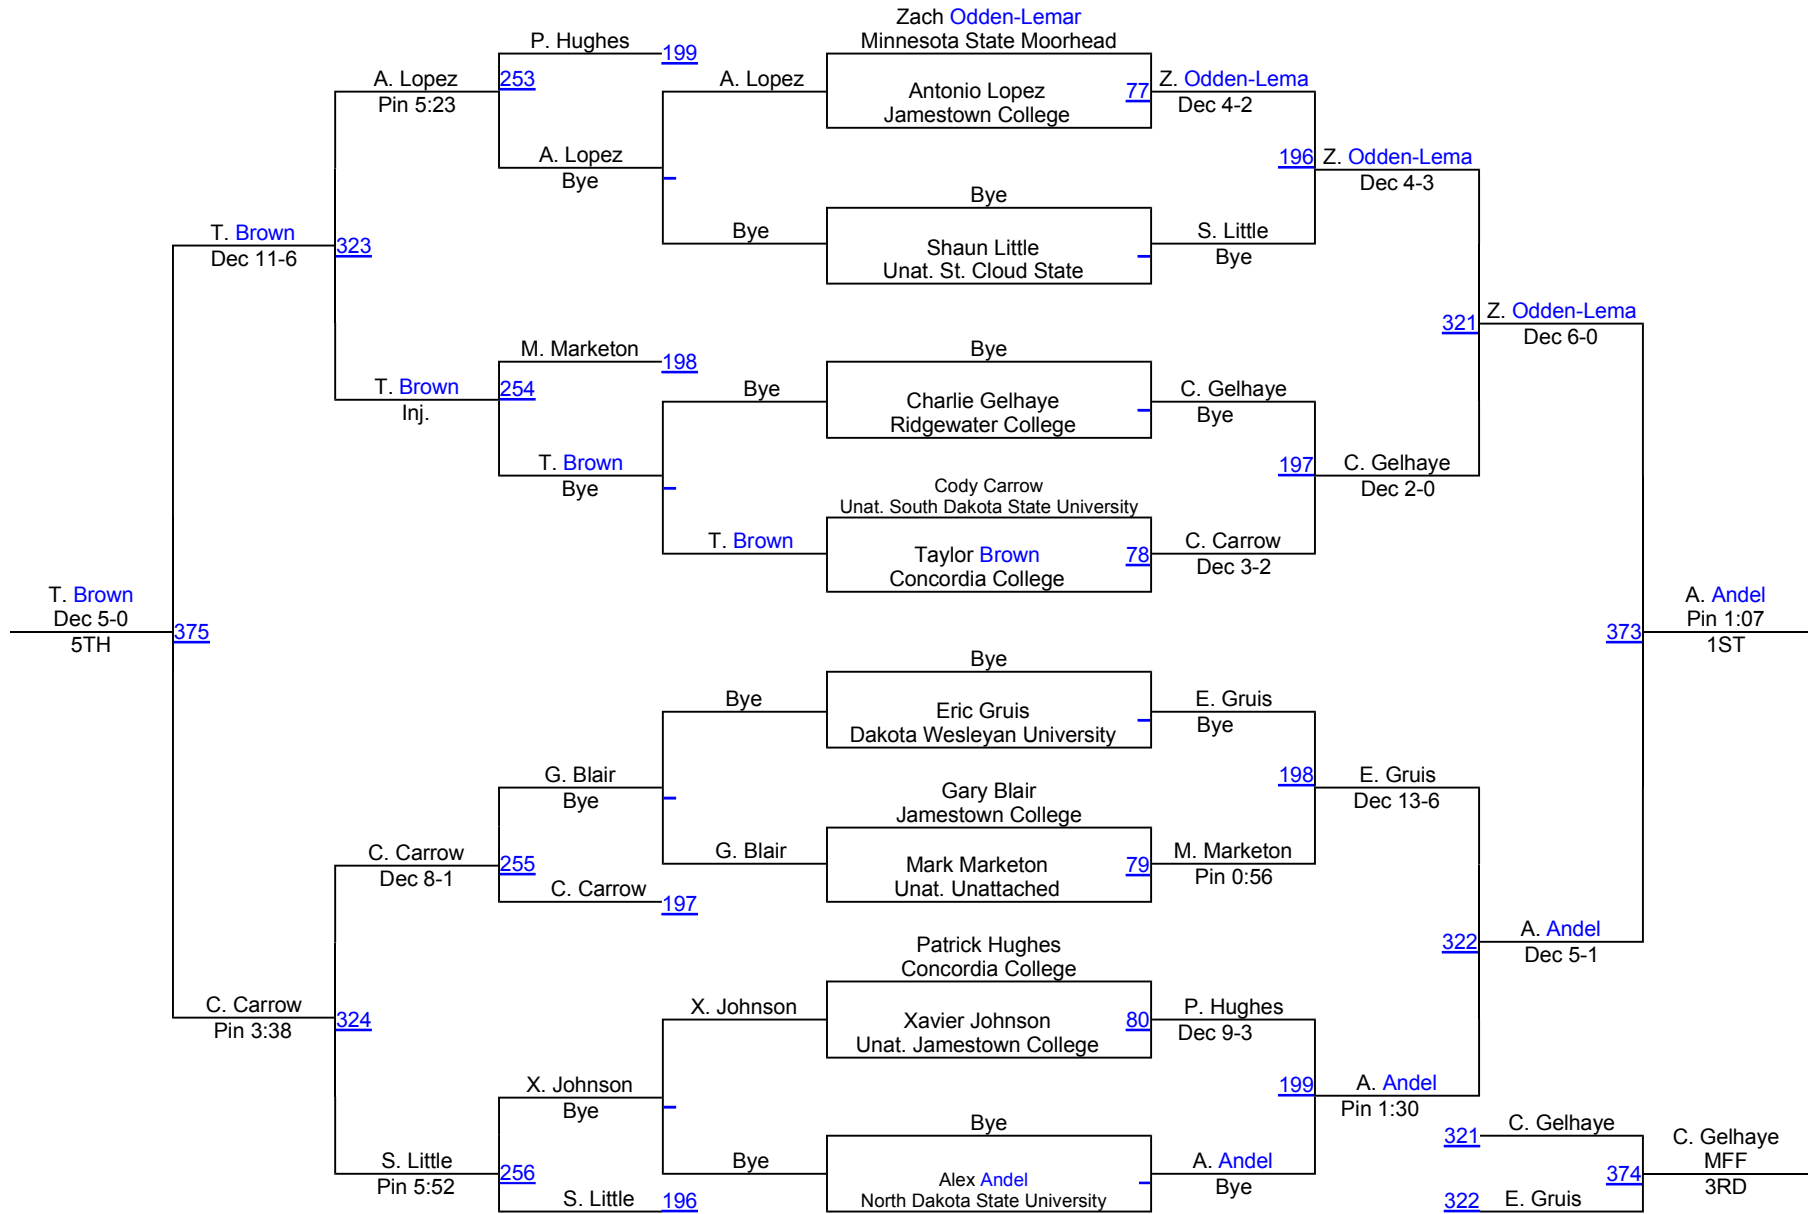 Zach Odden-Lemar
Minnesota State Moorhead
P. Hughes
199
A. Lopez
253
Pin 5:23
A. Lopez
Antonio Lopez
Jamestown College
77
Z. Odden-Lema
Dec 4-2
A. Lopez
Bye
196
Z. Odden-Lema
Dec 4-3
Bye
T. Brown
Dec 11-6
323
Bye
Shaun Little
Unat. St. Cloud State
S. Little
Bye
321
Z. Odden-Lema
Dec 6-0
M. Marketon
198
Bye
T. Brown
254
Inj.
Bye
Charlie Gelhaye
Ridgewater College
C. Gelhaye
Bye
T. Brown
Bye
197
C. Gelhaye
Dec 2-0
Cody Carrow
Unat. South Dakota State University
T. Brown
Taylor Brown
Concordia College
78
C. Carrow
Dec 3-2
T. Brown
Dec 5-0
375
5TH
373
A. Andel
Pin 1:07
1ST
Bye
Bye
Eric Gruis
Dakota Wesleyan University
E. Gruis
Bye
G. Blair
Bye
198
E. Gruis
Dec 13-6
Gary Blair
Jamestown College
C. Carrow
255
Dec 8-1
G. Blair
Mark Marketon
Unat. Unattached
79
M. Marketon
Pin 0:56
C. Carrow
197
322
A. Andel
Dec 5-1
Patrick Hughes
Concordia College
C. Carrow
324
Pin 3:38
X. Johnson
Xavier Johnson
Unat. Jamestown College
80
P. Hughes
Dec 9-3
X. Johnson
Bye
199
A. Andel
Pin 1:30
Bye
S. Little
256
Pin 5:52
Bye
Alex Andel
North Dakota State University
A. Andel
Bye
S. Little
196
321
C. Gelhaye
374
C. Gelhaye
MFF
3RD
322
E. Gruis